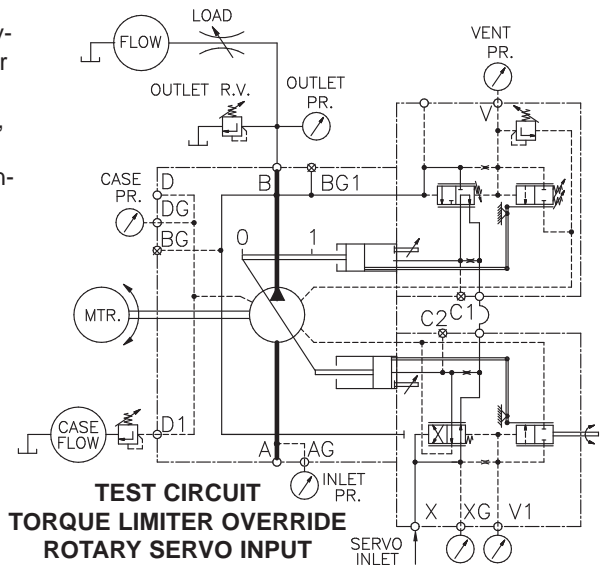 y-
r
,
n-
LOAD
FLOW
OUTLET R.V.
OUTLET
PR.
VENT
PR.
V
CASE
PR.
D
DG
BG
B
BG1
0
1
MTR.
C2
C1
CASE
FLOW
D1
A
AG
INLET
PR.
X
XG
V1
SERVO
INLET
TEST CIRCUIT
TORQUE LIMITER OVERRIDE
ROTARY SERVO INPUT